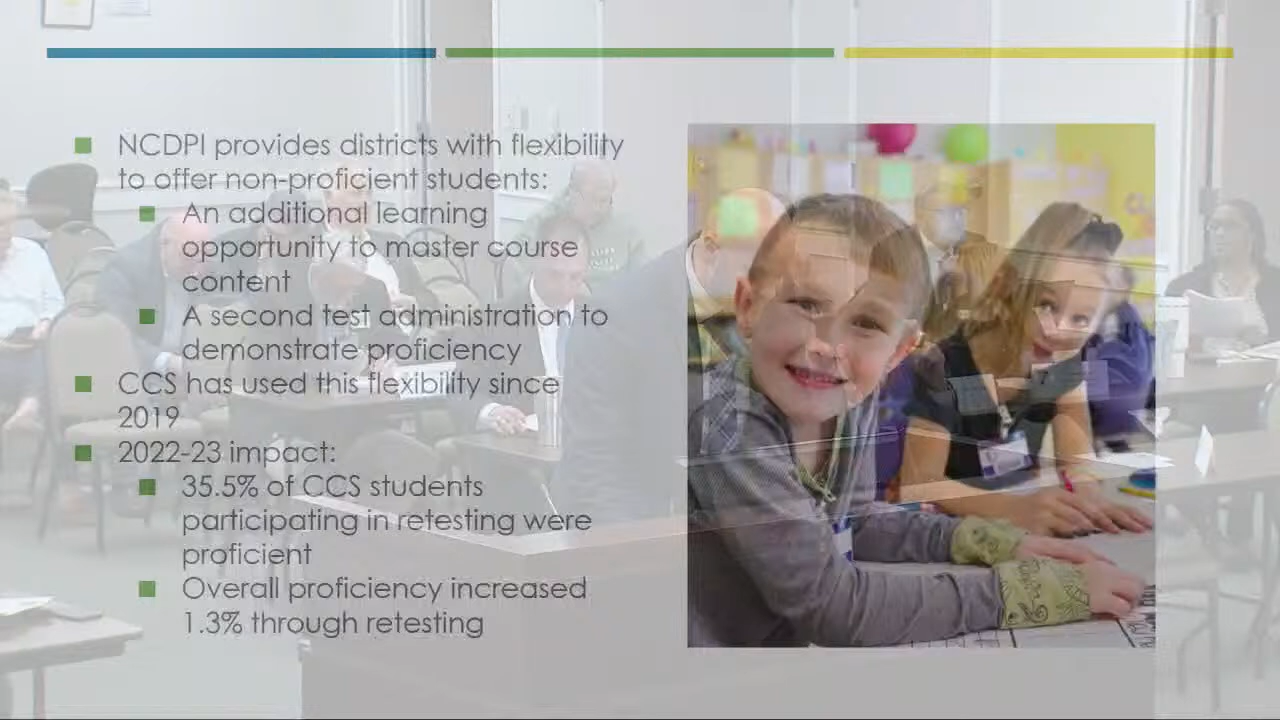 NCDPI provides districts with flexibility
to offer non-proficient students:
An additional learning
opportunity to master course
content
A second test administration to
demonstrate proficiency
CCS has used this flexibility since
2019
2022-23 impact:
35.5% of CCS students
participating in retesting were
proficient
Overall proficiency increased
1.3% through retesting